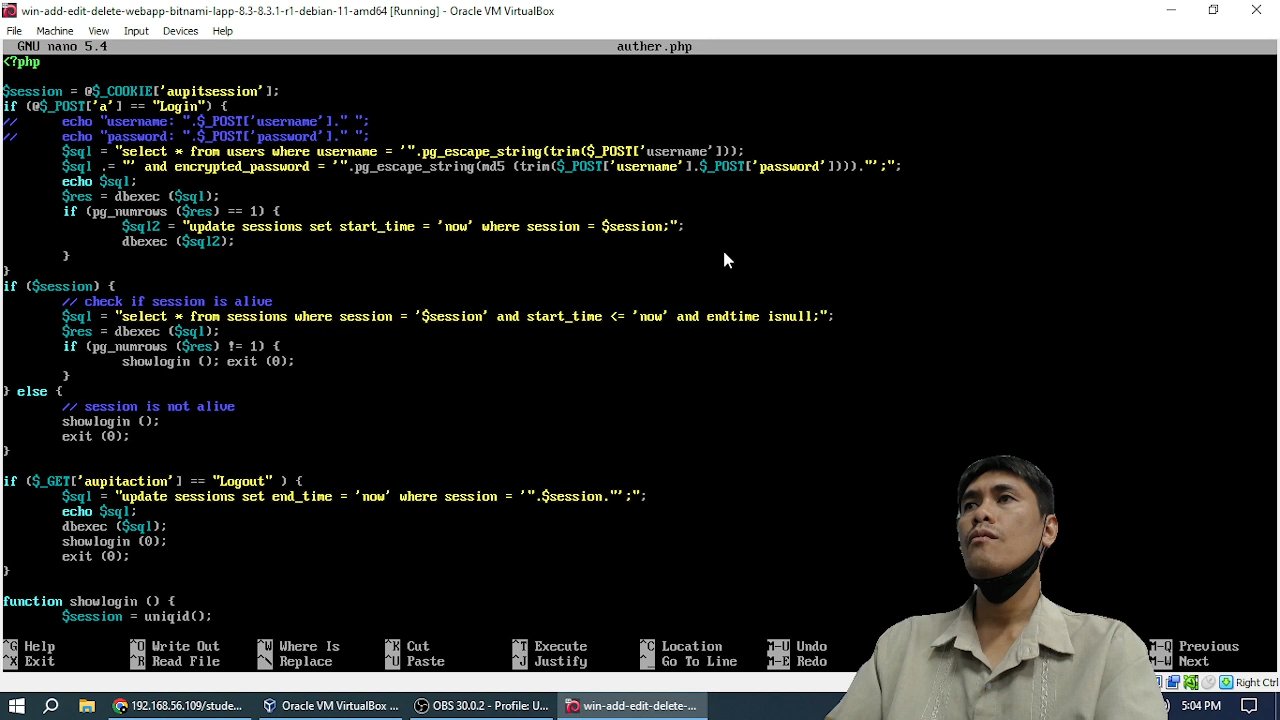 win-add-edit-delete-webapp-bitnami-lapp-8.3-8.3.1-r1-debian-11-amd64 [Running] - Oracle VM VirtualBox
File Machine View Input Devices Help
GNU nano 5.4 auther.php
<?php
$session = @$_COOKIE['aupitsession'];
if (@$_POST['a'] == "Login") {
// echo "username: ".$_POST['username']." ";
// echo "password: ".$_POST['password']." ";
$sql = "select * from users where username = '".pg_escape_string(trim($_POST['username']));
$sql .= "' and encrypted_password = '".pg_escape_string(md5 (trim($_POST['username'].$_POST['password'])))."';";
echo $sql;
$res = dbexec ($sql);
if (pg_numrows ($res) == 1) {
$sql2 = "update sessions set start_time = 'now' where session = $session;";
dbexec ($sql2);
}
}
if ($session) {
// check if session is alive
$sql = "select * from sessions where session = '$session' and start_time <= 'now' and endtime isnull;";
$res = dbexec ($sql);
if (pg_numrows ($res) != 1) {
showlogin (); exit (0);
}
} else {
// session is not alive
showlogin ();
exit (0);
}
if ($_GET['aupitaction'] == "Logout" ) {
$sql = "update sessions set end_time = 'now' where session = '".$session."';";
echo $sql;
dbexec ($sql);
showlogin (0);
exit (0);
}
function showlogin () {
$session = uniqid();
^G Help ^O Write Out ^W Where Is ^K Cut ^T Execute ^C Location M-U Undo M-Q Previous
^X Exit ^R Read File ^\ Replace ^U Paste ^J Justify ^_ Go To Line M-E Redo M-W Next
Right Ctrl
192.168.56.109/stude... Oracle VM VirtualBox ... OBS 30.0.2 - Profile: U... win-add-edit-delete-... 5:04 PM